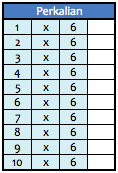 Perkalian
1 x 6
2 x 6
3 x 6
4 x 6
5 x 6
6 x 6
7 x 6
8 x 6
9 x 6
10 x 6